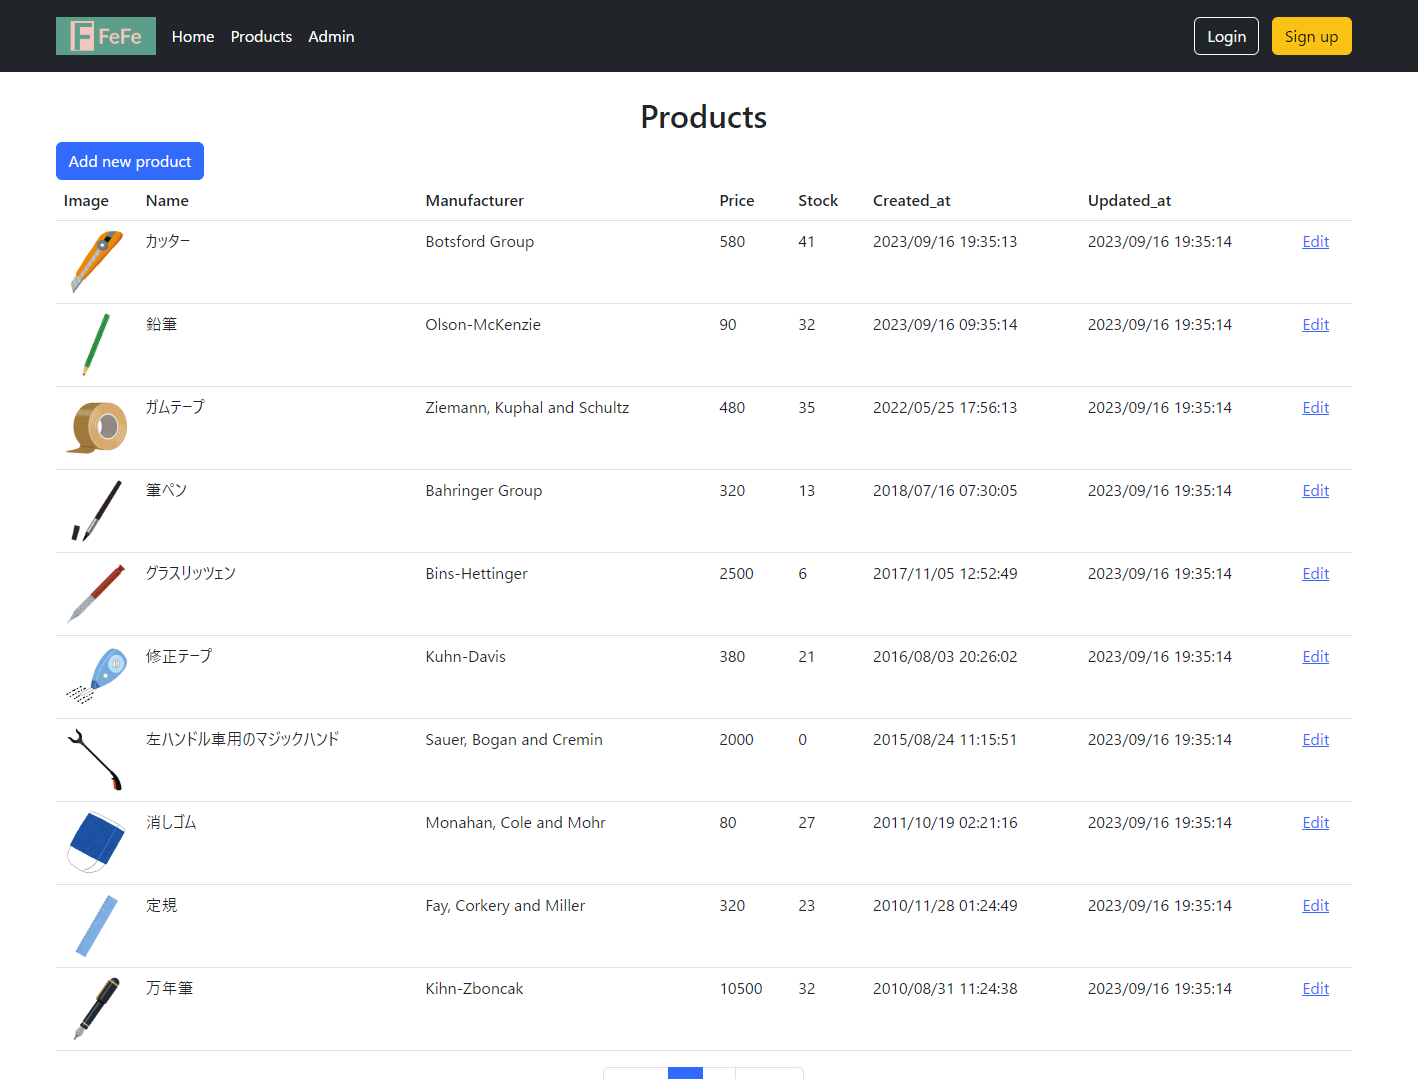 FeFe Home Products Admin Login Sign up
Products
Add new product
Image Name Manufacturer Price Stock Created_at Updated_at
カッター Botsford Group 580 41 2023/09/16 19:35:13 2023/09/16 19:35:14 Edit
鉛筆 Olson-McKenzie 90 32 2023/09/16 09:35:14 2023/09/16 19:35:14 Edit
ガムテープ Ziemann, Kuphal and Schultz 480 35 2022/05/25 17:56:13 2023/09/16 19:35:14 Edit
筆ペン Bahringer Group 320 13 2018/07/16 07:30:05 2023/09/16 19:35:14 Edit
グラスリッツェン Bins-Hettinger 2500 6 2017/11/05 12:52:49 2023/09/16 19:35:14 Edit
修正テープ Kuhn-Davis 380 21 2016/08/03 20:26:02 2023/09/16 19:35:14 Edit
左ハンドル車用のマジックハンド Sauer, Bogan and Cremin 2000 0 2015/08/24 11:15:51 2023/09/16 19:35:14 Edit
消しゴム Monahan, Cole and Mohr 80 27 2011/10/19 02:21:16 2023/09/16 19:35:14 Edit
定規 Fay, Corkery and Miller 320 23 2010/11/28 01:24:49 2023/09/16 19:35:14 Edit
万年筆 Kihn-Zboncak 10500 32 2010/08/31 11:24:38 2023/09/16 19:35:14 Edit